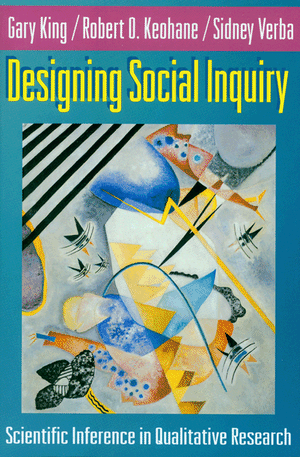 Gary King / Robert O. Keohane / Sidney Verba
Designing Social Inquiry
Scientific Inference in Qualitative Research